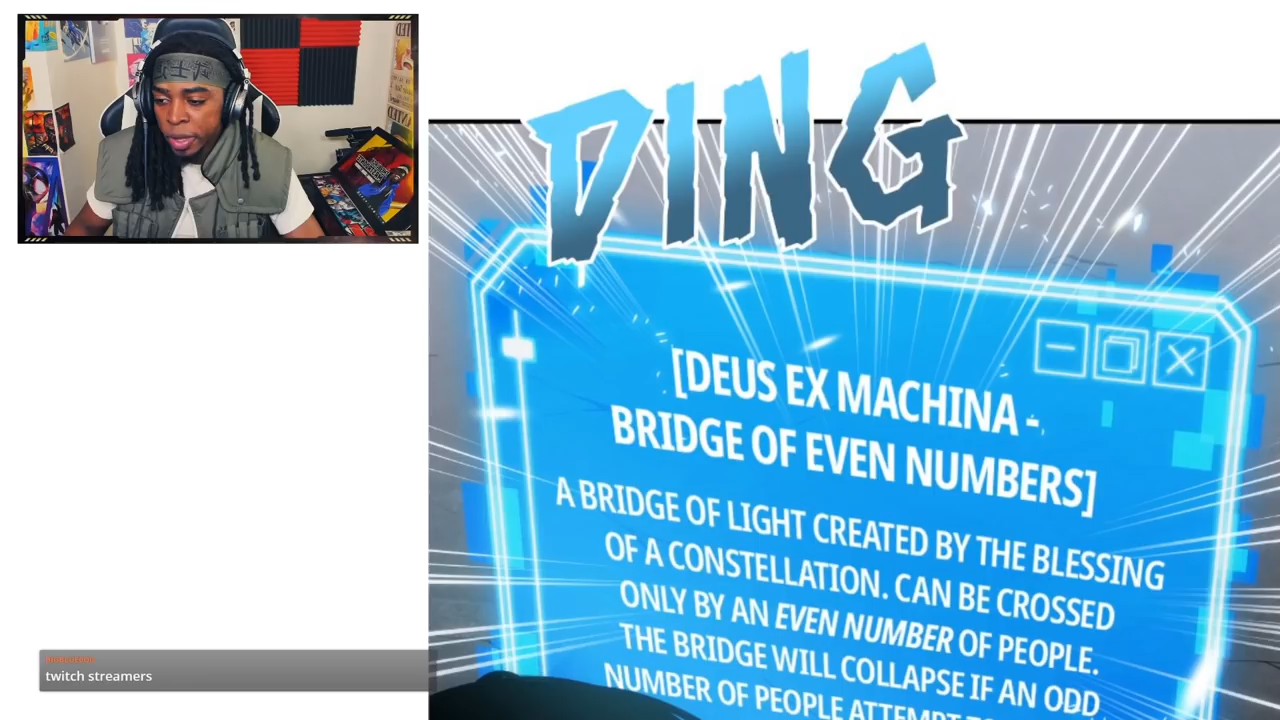 DING
[DEUS EX MACHINA -
BRIDGE OF EVEN NUMBERS]
A BRIDGE OF LIGHT CREATED BY THE BLESSING
OF A CONSTELLATION. CAN BE CROSSED
ONLY BY AN EVEN NUMBER OF PEOPLE.
THE BRIDGE WILL COLLAPSE IF AN ODD
NUMBER OF PEOPLE ATTEMPT
twitch streamers